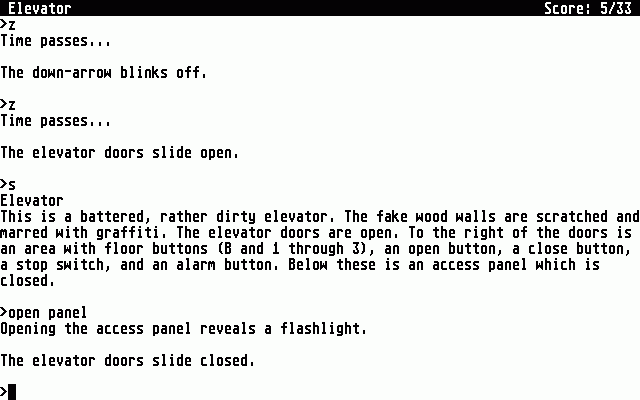 Elevator Score: 5/33
>z
Time passes...
The down-arrow blinks off.
>z
Time passes...
The elevator doors slide open.
>s
Elevator
This is a battered, rather dirty elevator. The fake wood walls are scratched and
marred with graffiti. The elevator doors are open. To the right of the doors is
an area with floor buttons (B and 1 through 3), an open button, a close button,
a stop switch, and an alarm button. Below these is an access panel which is
closed.
>open panel
Opening the access panel reveals a flashlight.
The elevator doors slide closed.
>